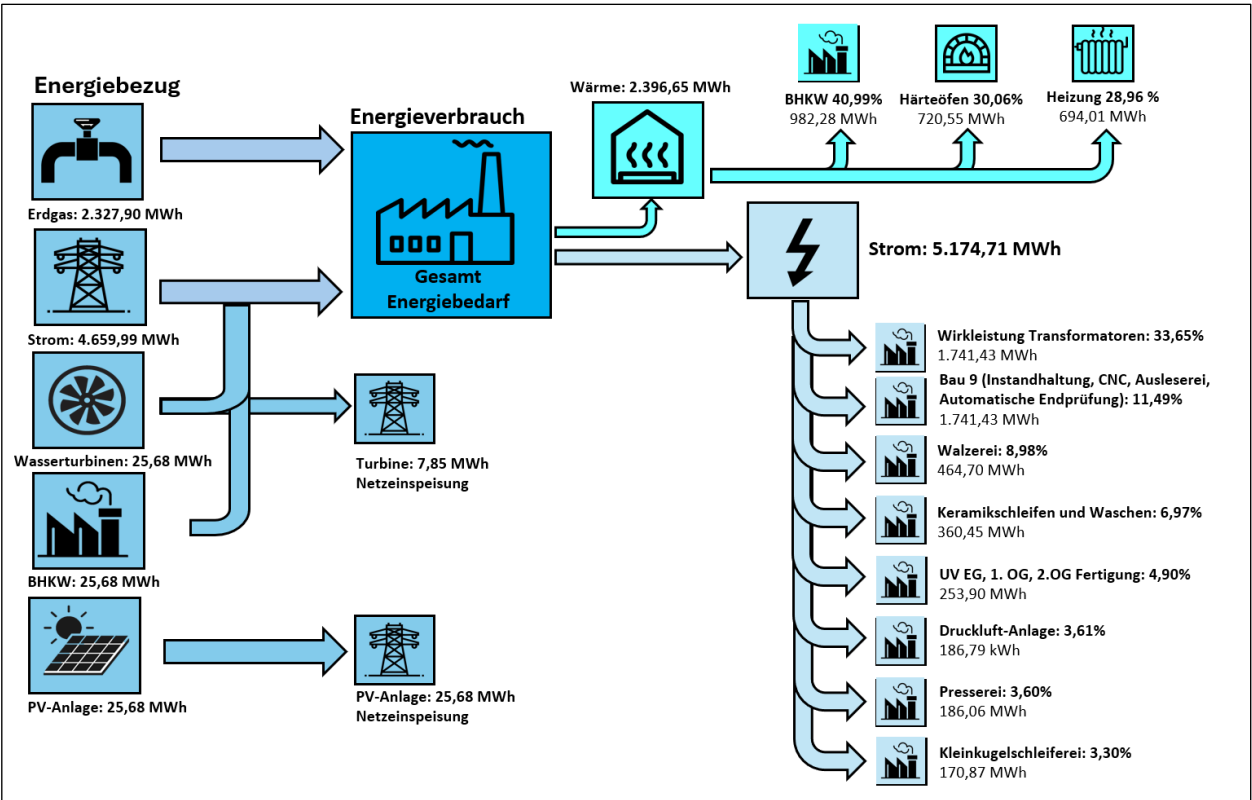 Energiebezug
Erdgas: 2.327,90 MWh
Strom: 4.659,99 MWh
Wasserturbinen: 25,68 MWh
BHKW: 25,68 MWh
PV-Anlage: 25,68 MWh
Energieverbrauch
Gesamt
Energiebedarf
Turbine: 7,85 MWh
Netzeinspeisung
PV-Anlage: 25,68 MWh
Netzeinspeisung
Wärme: 2.396,65 MWh
BHKW 40,99%
982,28 MWh
Härteöfen 30,06%
720,55 MWh
Heizung 28,96 %
694,01 MWh
Strom: 5.174,71 MWh
Wirkleistung Transformatoren: 33,65%
1.741,43 MWh
Bau 9 (Instandhaltung, CNC, Ausleserei,
Automatische Endprüfung): 11,49%
1.741,43 MWh
Walzerei: 8,98%
464,70 MWh
Keramikschleifen und Waschen: 6,97%
360,45 MWh
UV EG, 1. OG, 2.OG Fertigung: 4,90%
253,90 MWh
Druckluft-Anlage: 3,61%
186,79 kWh
Presserei: 3,60%
186,06 MWh
Kleinkugelschleiferei: 3,30%
170,87 MWh